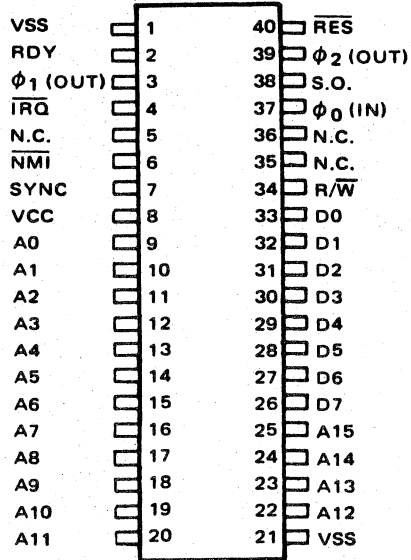 VSS 1 40 R̅E̅S̅
RDY 2 39 ϕ2 (OUT)
ϕ1 (OUT) 3 38 S.O.
I̅R̅Q̅ 4 37 ϕ0 (IN)
N.C. 5 36 N.C.
N̅M̅I̅ 6 35 N.C.
SYNC 7 34 R/W̅
VCC 8 33 D0
A0 9 32 D1
A1 10 31 D2
A2 11 30 D3
A3 12 29 D4
A4 13 28 D5
A5 14 27 D6
A6 15 26 D7
A7 16 25 A15
A8 17 24 A14
A9 18 23 A13
A10 19 22 A12
A11 20 21 VSS